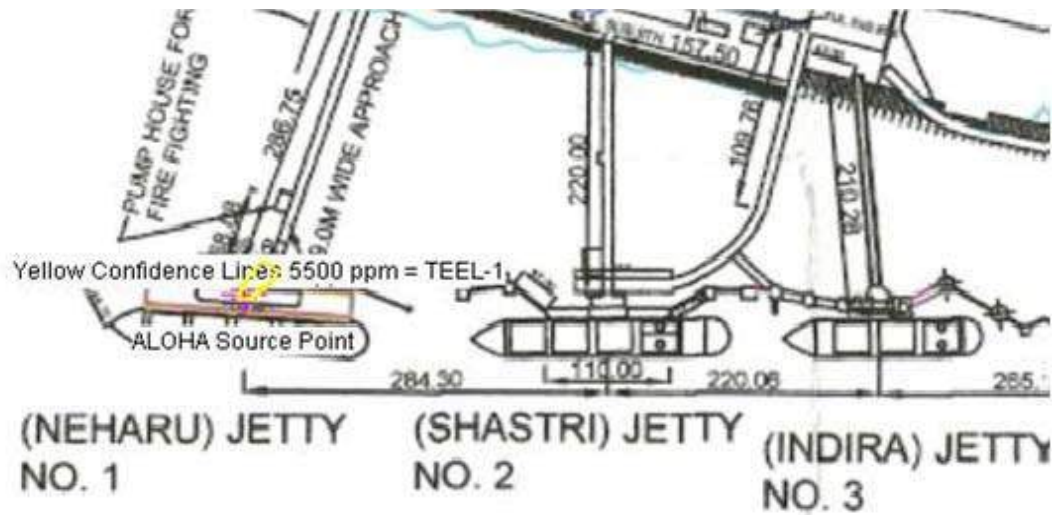 PUMP HOUSE FOR
FIRE FIGHTING
286.75
9.0M WIDE APPROACH
157.50
220.00
109.76
210.28
Yellow Confidence Lines 5500 ppm = TEEL-1
ALOHA Source Point
284.30
110.00
220.06
265.
(NEHARU) JETTY
NO. 1
(SHASTRI) JETTY
NO. 2
(INDIRA) JETTY
NO. 3